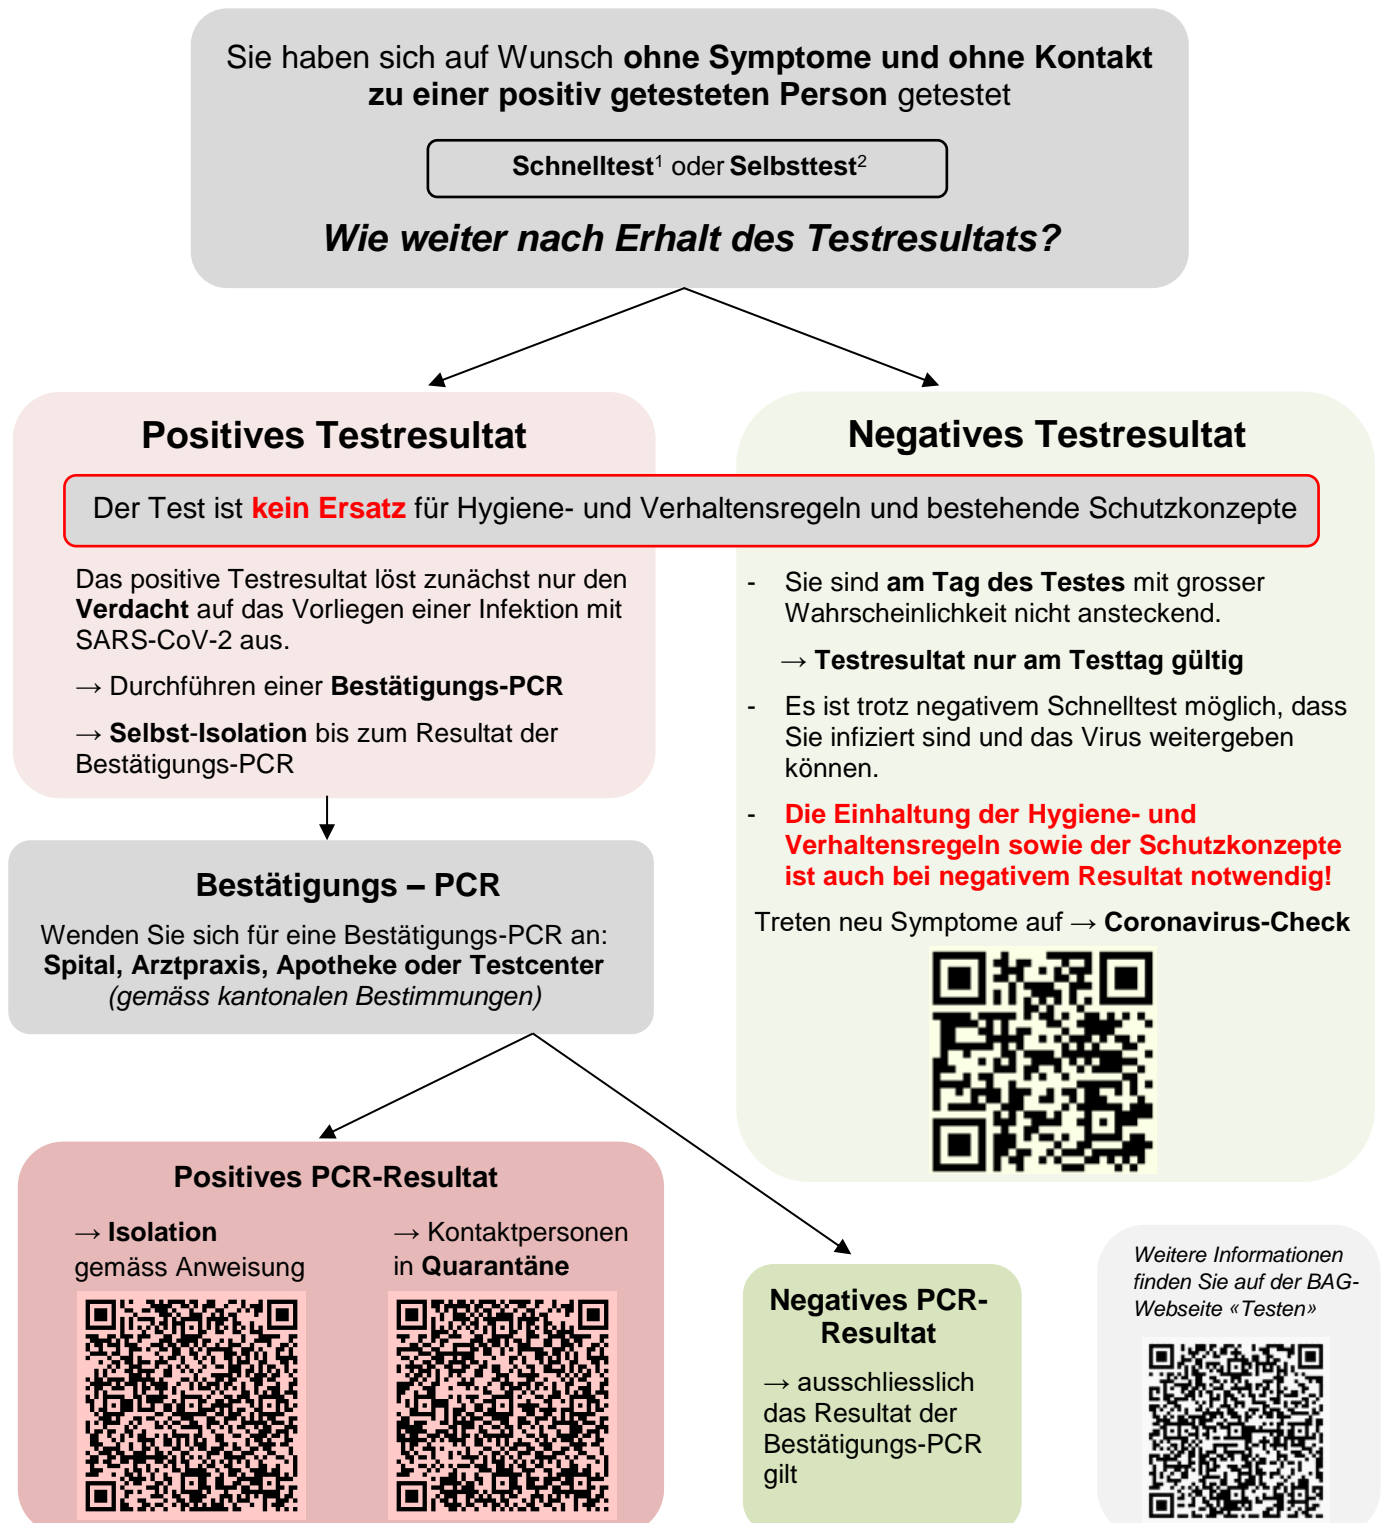 Sie haben sich auf Wunsch ohne Symptome und ohne Kontakt
zu einer positiv getesteten Person getestet
Schnelltest¹ oder Selbsttest²
Wie weiter nach Erhalt des Testresultats?
Positives Testresultat
Negatives Testresultat
Der Test ist kein Ersatz für Hygiene- und Verhaltensregeln und bestehende Schutzkonzepte
Das positive Testresultat löst zunächst nur den
Verdacht auf das Vorliegen einer Infektion mit
SARS-CoV-2 aus.
→ Durchführen einer Bestätigungs-PCR
→ Selbst-Isolation bis zum Resultat der
Bestätigungs-PCR
- Sie sind am Tag des Testes mit grosser
Wahrscheinlichkeit nicht ansteckend.
→ Testresultat nur am Testtag gültig
- Es ist trotz negativem Schnelltest möglich, dass
Sie infiziert sind und das Virus weitergeben
können.
- Die Einhaltung der Hygiene- und
Verhaltensregeln sowie der Schutzkonzepte
ist auch bei negativem Resultat notwendig!
Treten neu Symptome auf → Coronavirus-Check
Bestätigungs – PCR
Wenden Sie sich für eine Bestätigungs-PCR an:
Spital, Arztpraxis, Apotheke oder Testcenter
(gemäss kantonalen Bestimmungen)
Positives PCR-Resultat
→ Isolation
gemäss Anweisung
→ Kontaktpersonen
in Quarantäne
Negatives PCR-
Resultat
→ ausschliesslich
das Resultat der
Bestätigungs-PCR
gilt
Weitere Informationen
finden Sie auf der BAG-
Webseite «Testen»